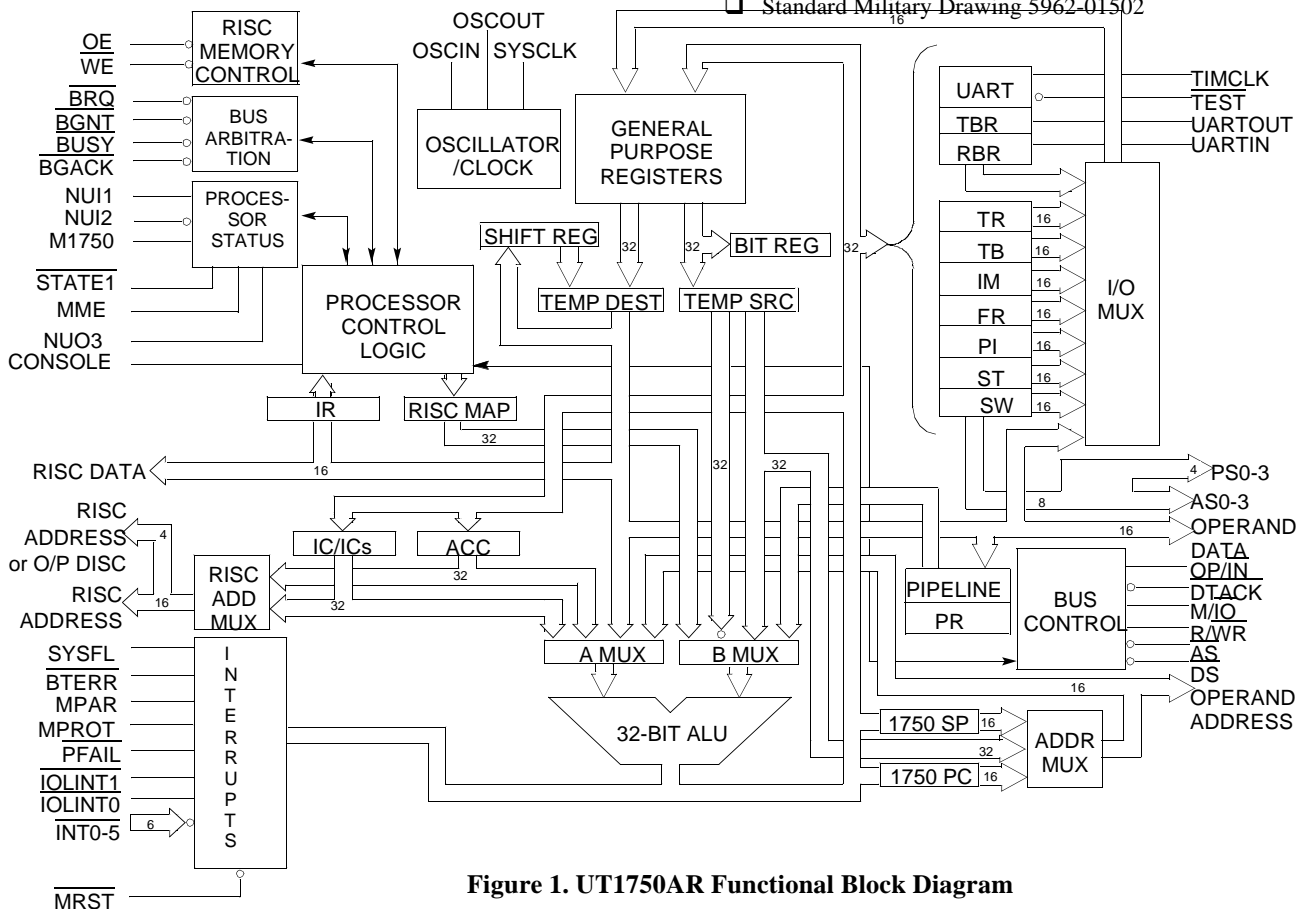 ❑ Standard Military Drawing 5962-01502
OSCOUT
OSCIN SYSCLK
OE
WE
RISC
MEMORY
CONTROL
BRQ
BGNT
BUSY
BGACK
BUS
ARBITRA-
TION
NUI1
NUI2
M1750
PROCES-
SOR
STATUS
STATE1
MME
NUO3
CONSOLE
OSCILLATOR
/CLOCK
GENERAL
PURPOSE
REGISTERS
16
UART
TBR
RBR
TIMCLK
TEST
UARTOUT
UARTIN
PROCESSOR
CONTROL
LOGIC
SHIFT REG
32
32
BIT REG
32
TEMP DEST
TEMP SRC
TR
16
TB
16
IM
16
FR
16
PI
16
ST
16
SW
16
I/O
MUX
IR
RISC MAP
32
RISC DATA
16
32
32
4
PS0-3
8
AS0-3
16
OPERAND
DATA
RISC
ADDRESS
or O/P DISC
4
RISC
ADDRESS
16
IC/ICs
ACC
RISC
ADD
MUX
32
32
PIPELINE
PR
BUS
CONTROL
OP/IN
DTACK
M/IO
R/WR
AS
DS
A MUX
B MUX
32-BIT ALU
SYSFL
BTERR
MPAR
MPROT
PFAIL
IOLINT1
IOLINT0
INT0-5
6
MRST
I
N
T
E
R
R
U
P
T
S
1750 SP
16
32
1750 PC
16
ADDR
MUX
16
OPERAND
ADDRESS
Figure 1. UT1750AR Functional Block Diagram